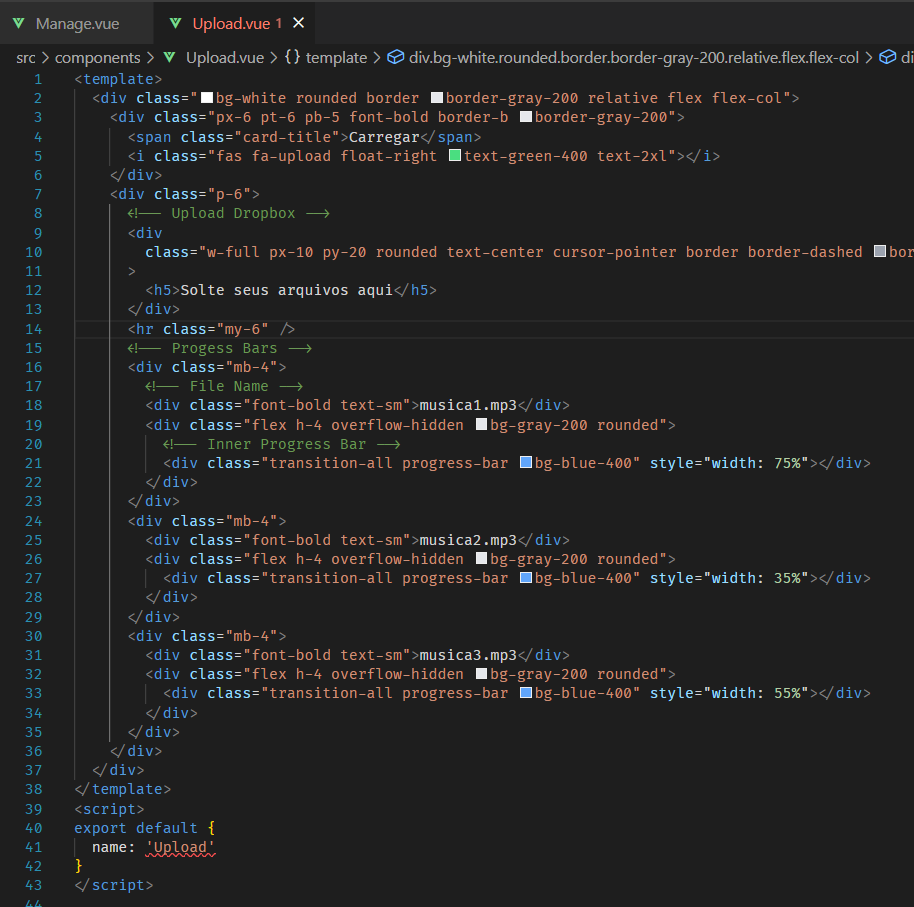 Manage.vue
Upload.vue 1
src > components > Upload.vue > {} template > div.bg-white.rounded.border.border-gray-200.relative.flex.flex-col >
1 <template>
2 <div class="bg-white rounded border border-gray-200 relative flex flex-col">
3 <div class="px-6 pt-6 pb-5 font-bold border-b border-gray-200">
4 <span class="card-title">Carregar</span>
5 <i class="fas fa-upload float-right text-green-400 text-2xl"></i>
6 </div>
7 <div class="p-6">
8 <!-- Upload Dropbox -->
9 <div
10 class="w-full px-10 py-20 rounded text-center cursor-pointer border border-dashed bor
11 >
12 <h5>Solte seus arquivos aqui</h5>
13 </div>
14 <hr class="my-6" />
15 <!-- Progess Bars -->
16 <div class="mb-4">
17 <!-- File Name -->
18 <div class="font-bold text-sm">musica1.mp3</div>
19 <div class="flex h-4 overflow-hidden bg-gray-200 rounded">
20 <!-- Inner Progress Bar -->
21 <div class="transition-all progress-bar bg-blue-400" style="width: 75%"></div>
22 </div>
23 </div>
24 <div class="mb-4">
25 <div class="font-bold text-sm">musica2.mp3</div>
26 <div class="flex h-4 overflow-hidden bg-gray-200 rounded">
27 <div class="transition-all progress-bar bg-blue-400" style="width: 35%"></div>
28 </div>
29 </div>
30 <div class="mb-4">
31 <div class="font-bold text-sm">musica3.mp3</div>
32 <div class="flex h-4 overflow-hidden bg-gray-200 rounded">
33 <div class="transition-all progress-bar bg-blue-400" style="width: 55%"></div>
34 </div>
35 </div>
36 </div>
37 </div>
38 </template>
39 <script>
40 export default {
41 name: 'Upload'
42 }
43 </script>
44